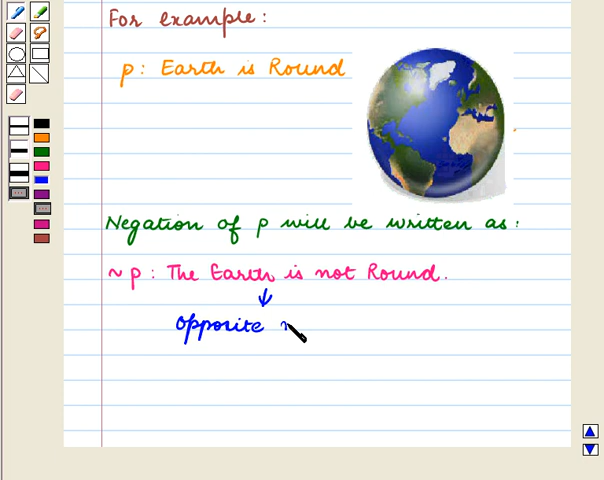 For example:
p: Earth is Round
Negation of p will be written as:
~p: The Earth is not Round.
opposite